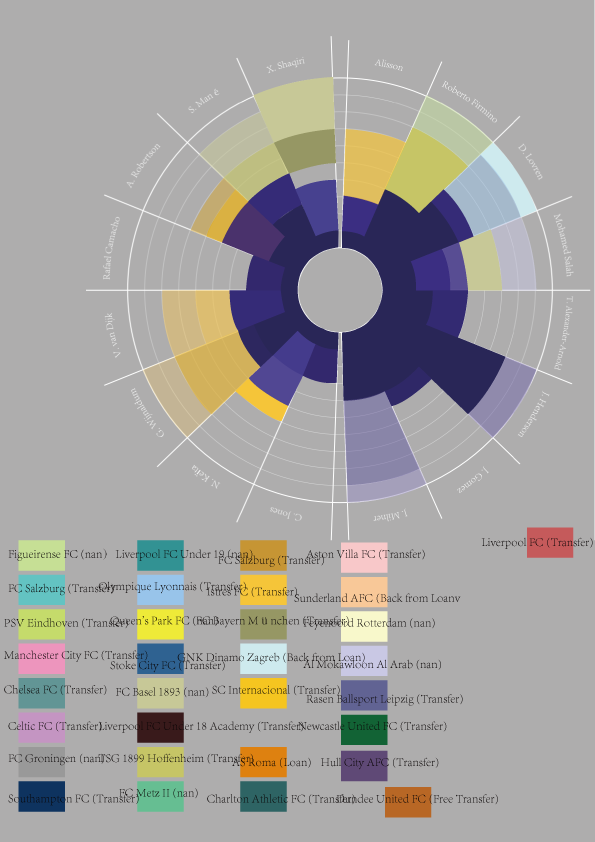 X. Shaqiri
Alisson
S. Man é
Roberto Firmino
A. Robertson
D. Lovren
Rafael Camacho
Mohamed Salah
V. van Dijk
T. Alexander-Arnold
G. Wijnaldum
J. Henderson
N. Keïta
J. Gomez
C. Jones
J. Milner
Liverpool FC (Transfer)
Figueirense FC (nan)
Liverpool FC Under 19 (nan)
FC Salzburg (Transfer)
Aston Villa FC (Transfer)
FC Salzburg (Transfer)
Olympique Lyonnais (Transfer)
Istres FC (Transfer)
Sunderland AFC (Back from Loanv
PSV Eindhoven (Transfer)
Queen's Park FC (nan)
FC Bayern M ü nchen (Transfer)
Feyenoord Rotterdam (nan)
Manchester City FC (Transfer)
Stoke City FC (Transfer)
GNK Dinamo Zagreb (Back from Loan)
Al Mokawloon Al Arab (nan)
Chelsea FC (Transfer)
FC Basel 1893 (nan)
SC Internacional (Transfer)
Rasen Ballsport Leipzig (Transfer)
Celtic FC (Transfer)
Liverpool FC Under 18 Academy (Transfer)
Newcastle United FC (Transfer)
FC Groningen (nan)
TSG 1899 Hoffenheim (Transfer)
AS Roma (Loan)
Hull City AFC (Transfer)
Southampton FC (Transfer)
FC Metz II (nan)
Charlton Athletic FC (Transfer)
Dundee United FC (Free Transfer)